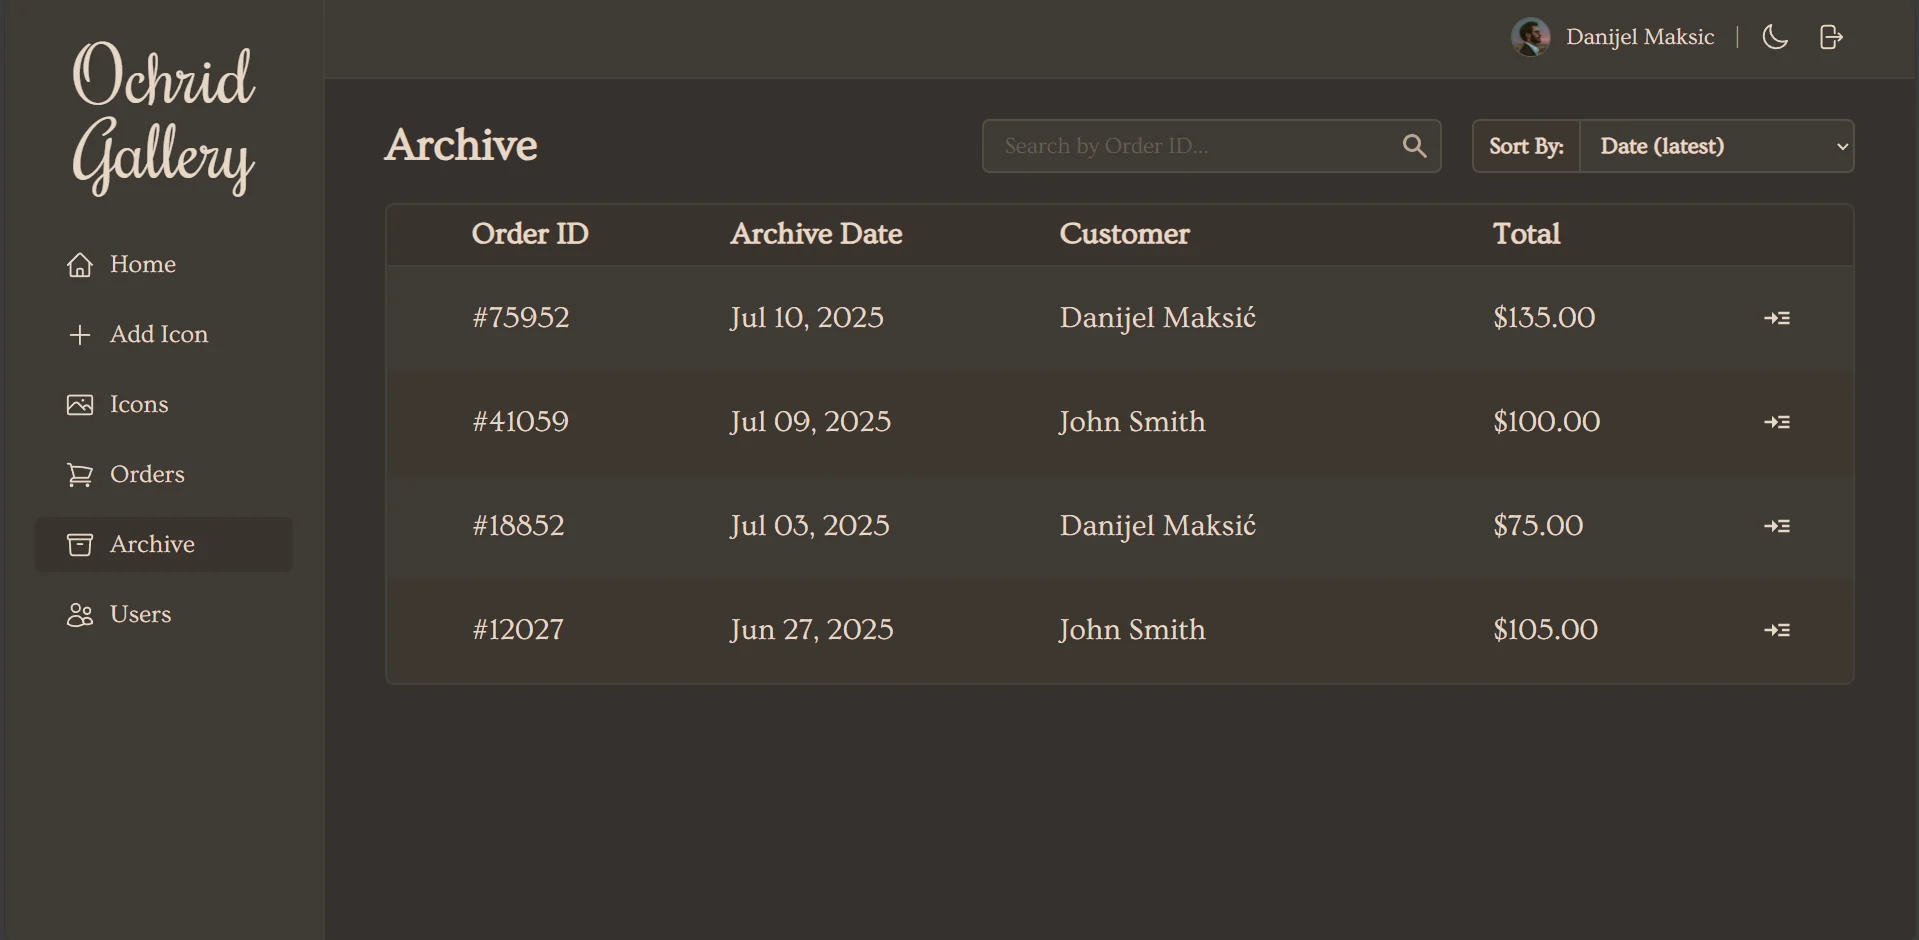 Ochrid
Gallery
Home
Add Icon
Icons
Orders
Archive
Users
Danijel Maksic |
Archive
Search by Order ID...
Sort By: Date (latest)
Order ID Archive Date Customer Total
#75952 Jul 10, 2025 Danijel Maksić $135.00
#41059 Jul 09, 2025 John Smith $100.00
#18852 Jul 03, 2025 Danijel Maksić $75.00
#12027 Jun 27, 2025 John Smith $105.00